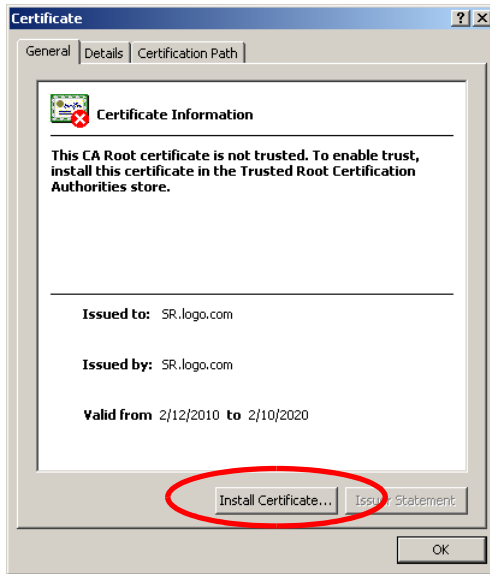 Certificate
? X
General Details Certification Path
Certificate Information
This CA Root certificate is not trusted. To enable trust,
install this certificate in the Trusted Root Certification
Authorities store.
Issued to: SR.logo.com
Issued by: SR.logo.com
Valid from 2/12/2010 to 2/10/2020
Install Certificate... Issuer Statement
OK